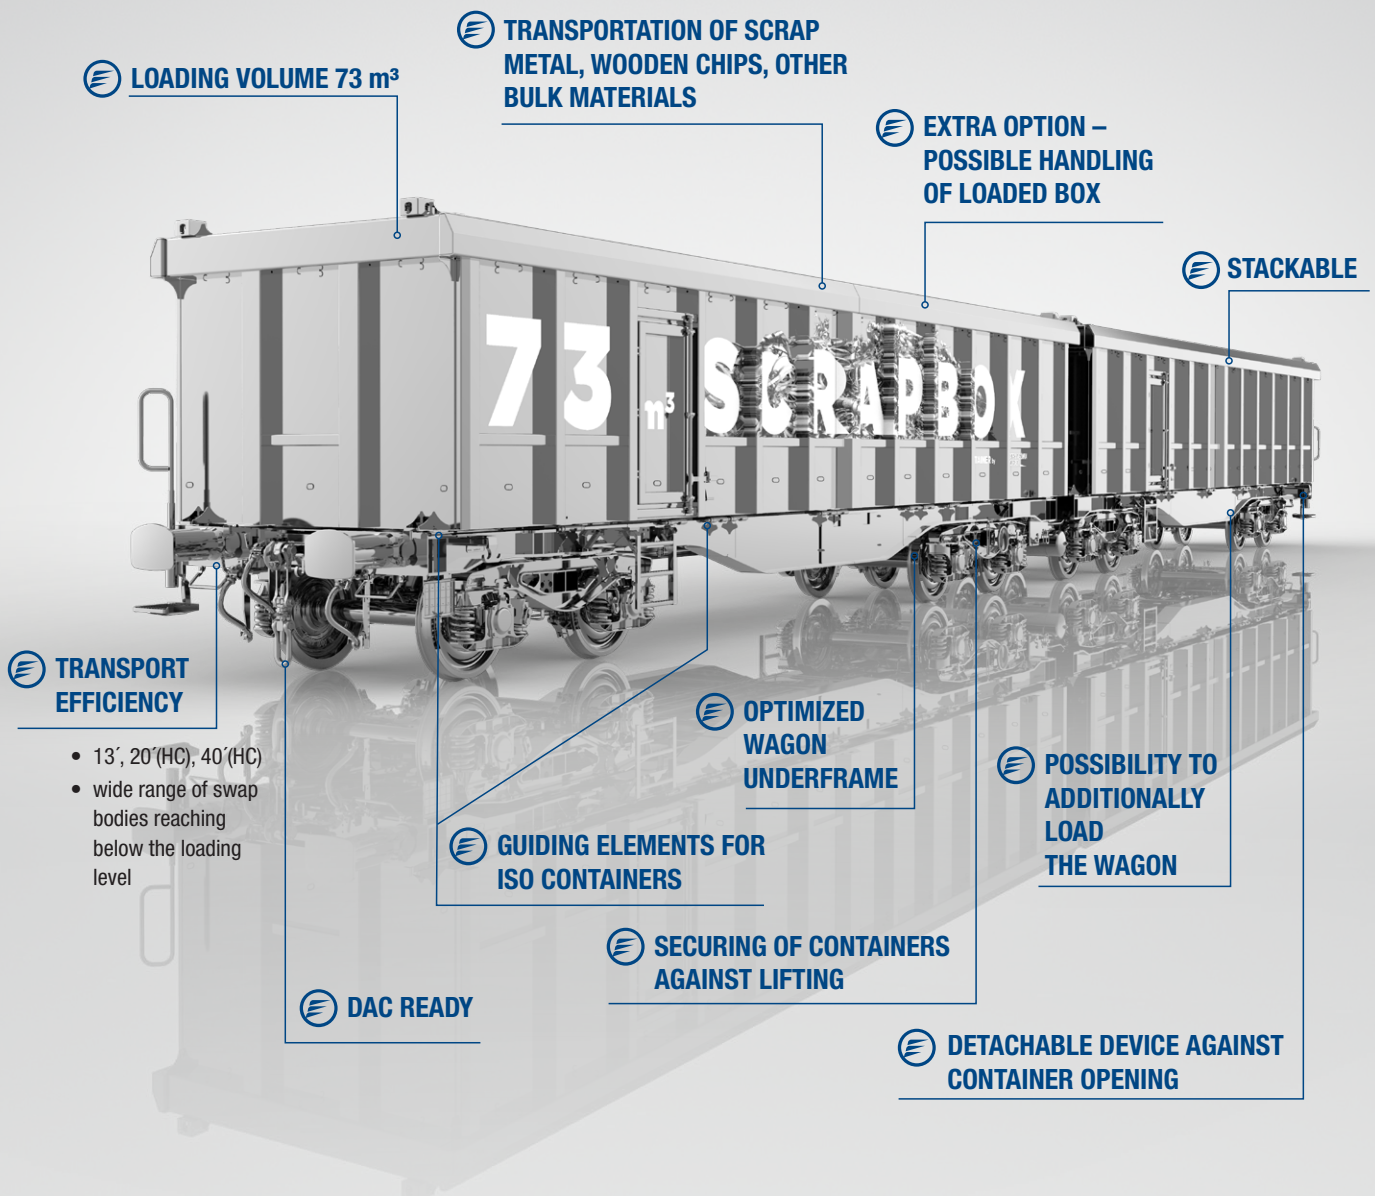 TRANSPORTATION OF SCRAP
METAL, WOODEN CHIPS, OTHER
BULK MATERIALS
LOADING VOLUME 73 m³
EXTRA OPTION –
POSSIBLE HANDLING
OF LOADED BOX
STACKABLE
73 m³ SCRAPBOX
TRANSPORT
EFFICIENCY
• 13´, 20´(HC), 40´(HC)
• wide range of swap
bodies reaching
below the loading
level
OPTIMIZED
WAGON
UNDERFRAME
POSSIBILITY TO
ADDITIONALLY
LOAD
THE WAGON
GUIDING ELEMENTS FOR
ISO CONTAINERS
SECURING OF CONTAINERS
AGAINST LIFTING
DAC READY
DETACHABLE DEVICE AGAINST
CONTAINER OPENING